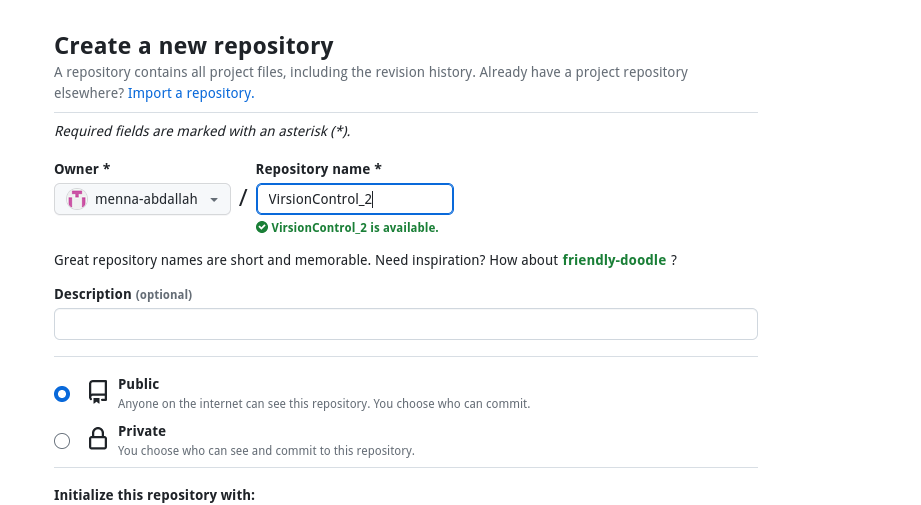 Create a new repository
A repository contains all project files, including the revision history. Already have a project repository
elsewhere? Import a repository.
Required fields are marked with an asterisk (*).
Owner * Repository name *
menna-abdallah / VirsionControl_2
VirsionControl_2 is available.
Great repository names are short and memorable. Need inspiration? How about friendly-doodle ?
Description (optional)
Public
Anyone on the internet can see this repository. You choose who can commit.
Private
You choose who can see and commit to this repository.
Initialize this repository with: